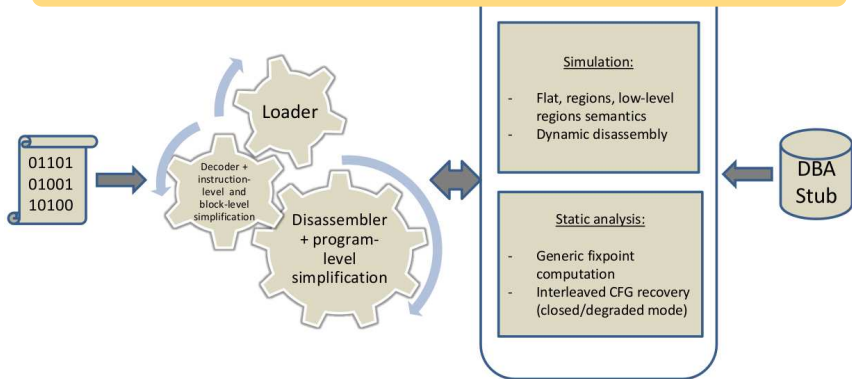 01101
01001
10100
Loader
Decoder +
instruction-
level and
block-level
simplification
Disassembler
+ program-
level
simplification
Simulation:
- Flat, regions, low-level
regions semantics
- Dynamic disassembly
Static analysis:
- Generic fixpoint
computation
- Interleaved CFG recovery
(closed/degraded mode)
DBA
Stub